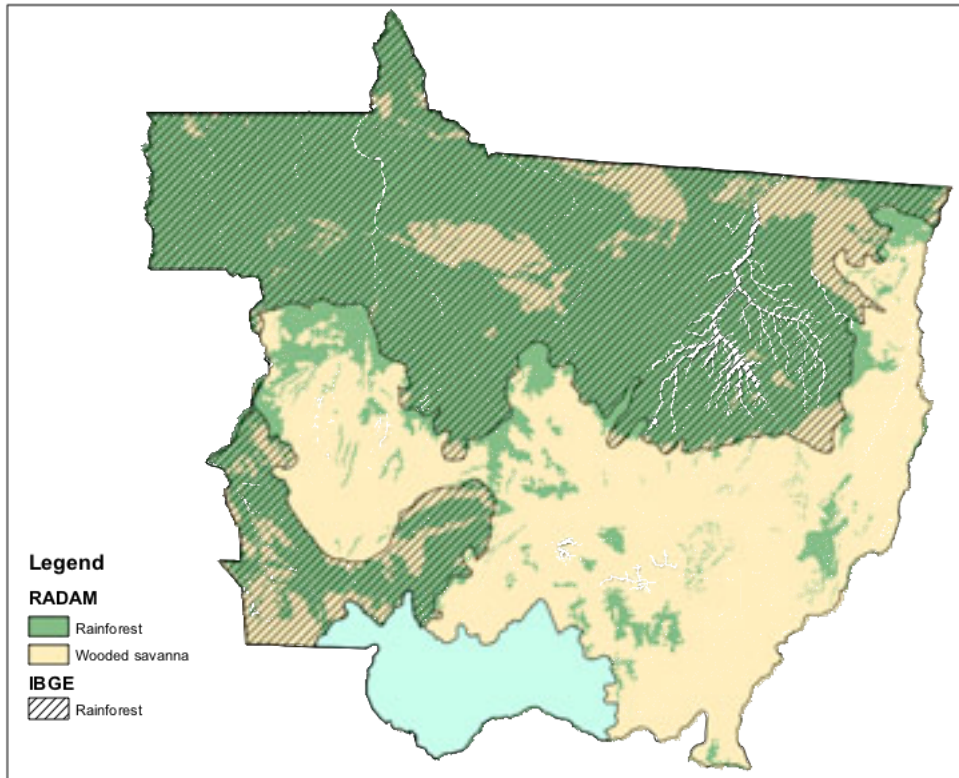 Legend
RADAM
Rainforest
Wooded savanna
IBGE
Rainforest